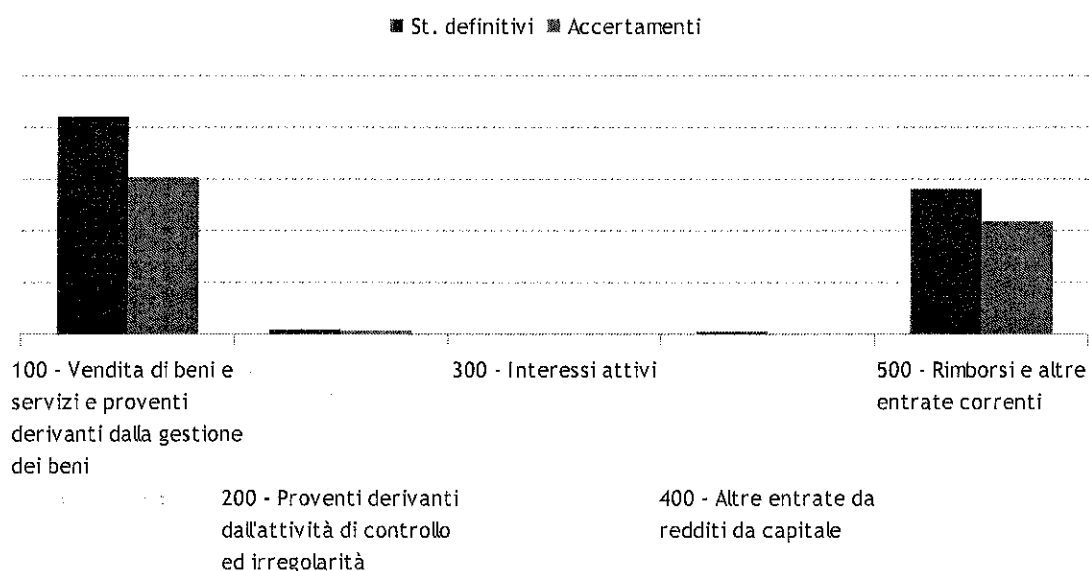 St. definitivi Accertamenti
100 - Vendita di beni e
servizi e proventi
derivanti dalla gestione
dei beni
200 - Proventi derivanti
dall'attività di controllo
ed irregolarità
300 - Interessi attivi
400 - Altre entrate da
redditi da capitale
500 - Rimborsi e altre
entrate correnti